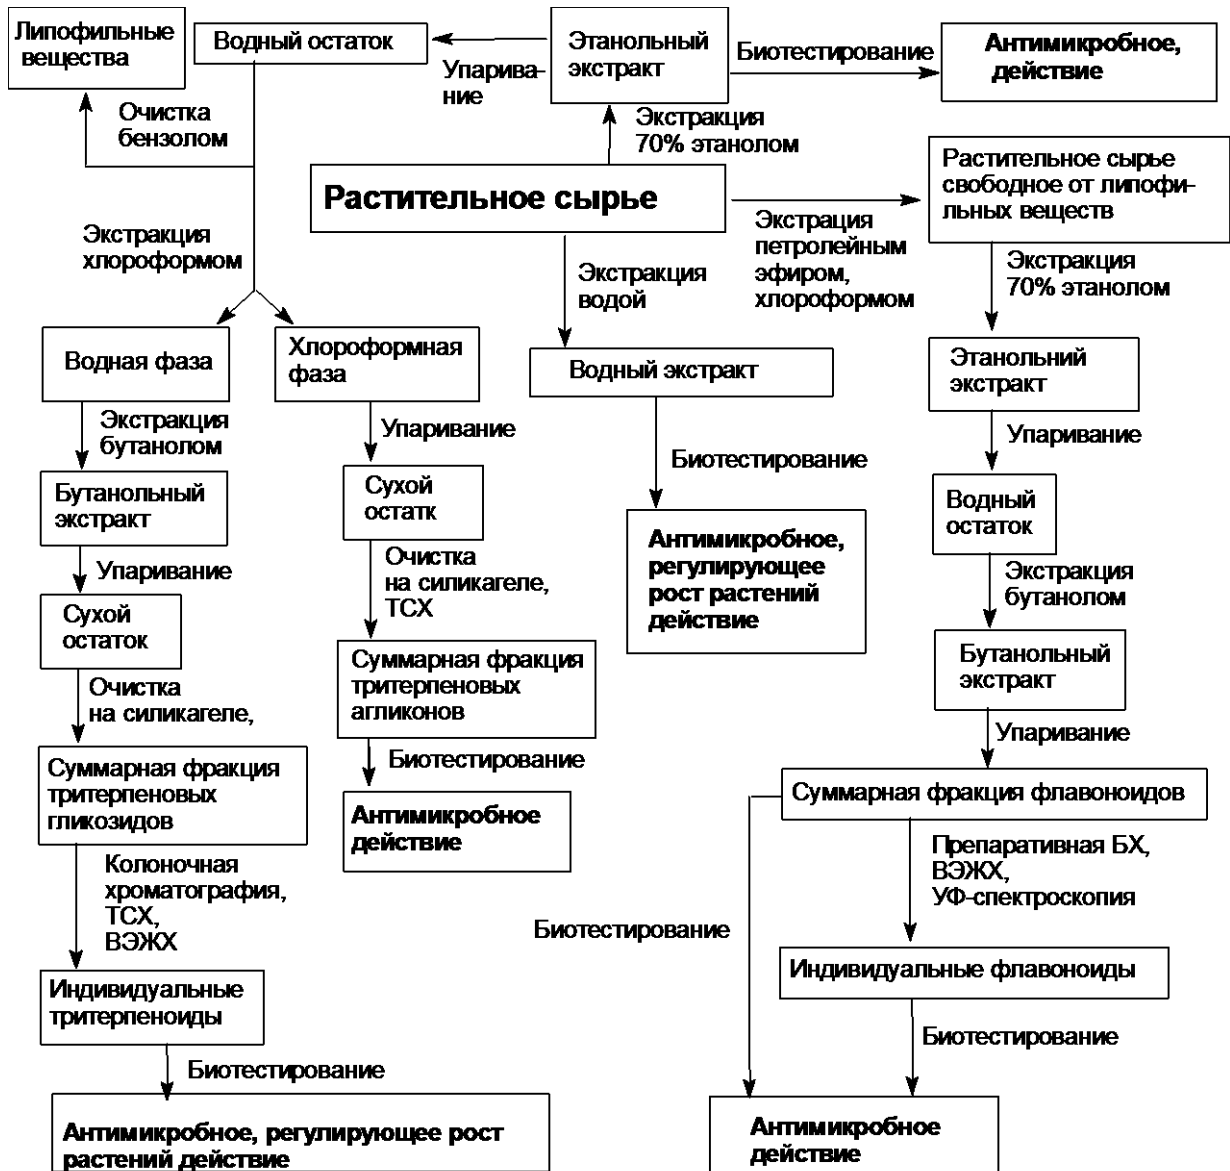 Липофильные
вещества
Водный остаток
Этанольный
экстракт
Упарива-
ние
Биотестирование
Антимикробное,
действие
Очистка
бензолом
Экстракция
70% этанолом
Растительное сырье
Растительное сырье
свободное от липофи-
льных веществ
Экстрация
петролейным
эфиром,
хлороформом
Экстракция
хлороформом
Экстракция
водой
Экстракция
70% этанолом
Водная фаза
Хлороформная
фаза
Водный экстракт
Этанольний
экстракт
Экстракция
бутанолом
Упаривание
Биотестирование
Упаривание
Бутанольный
экстракт
Сухой
остатк
Антимикробное,
регулирующее
рост растений
действие
Водный
остаток
Упаривание
Очистка
на силикагеле,
ТСХ
Экстракция
бутанолом
Сухой
остаток
Суммарная фракция
тритерпеновых
агликонов
Бутанольный
экстракт
Очистка
на силикагеле,
Биотестирование
Упаривание
Суммарная фракция
тритерпеновых
гликозидов
Антимикробное
действие
Суммарная фракция флавоноидов
Колоночная
хроматография,
ТСХ,
ВЭЖХ
Препаративная БХ,
ВЭЖХ,
УФ-спектроскопия
Биотестирование
Индивидуальные
тритерпеноиды
Индивидуальные флавоноиды
Биотестирование
Биотестирование
Антимикробное, регулирующее рост
растений действие
Антимикробное
действие